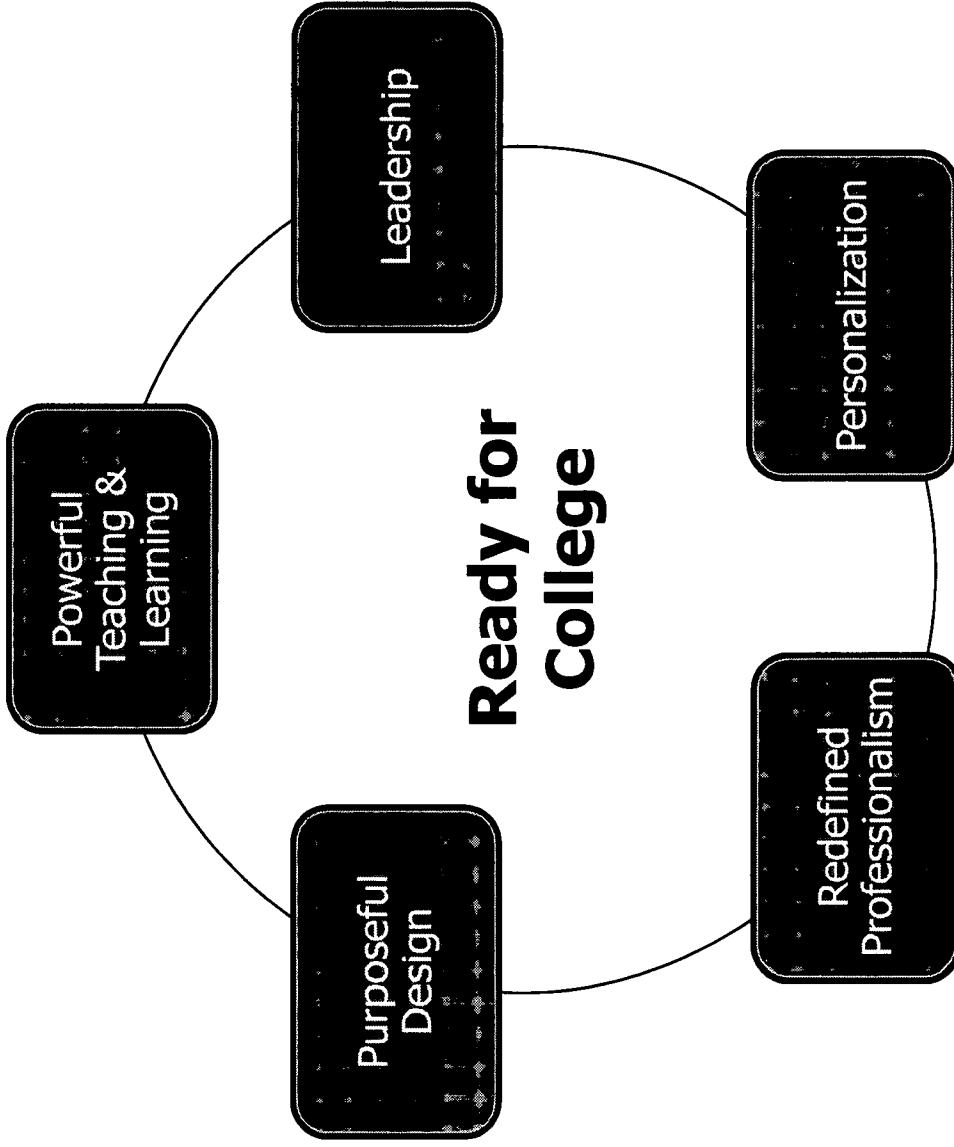 Powerful
Teaching &
Learning
Leadership
Personalization
Redefined
Professionalism
Purposeful
Design
Ready for
College